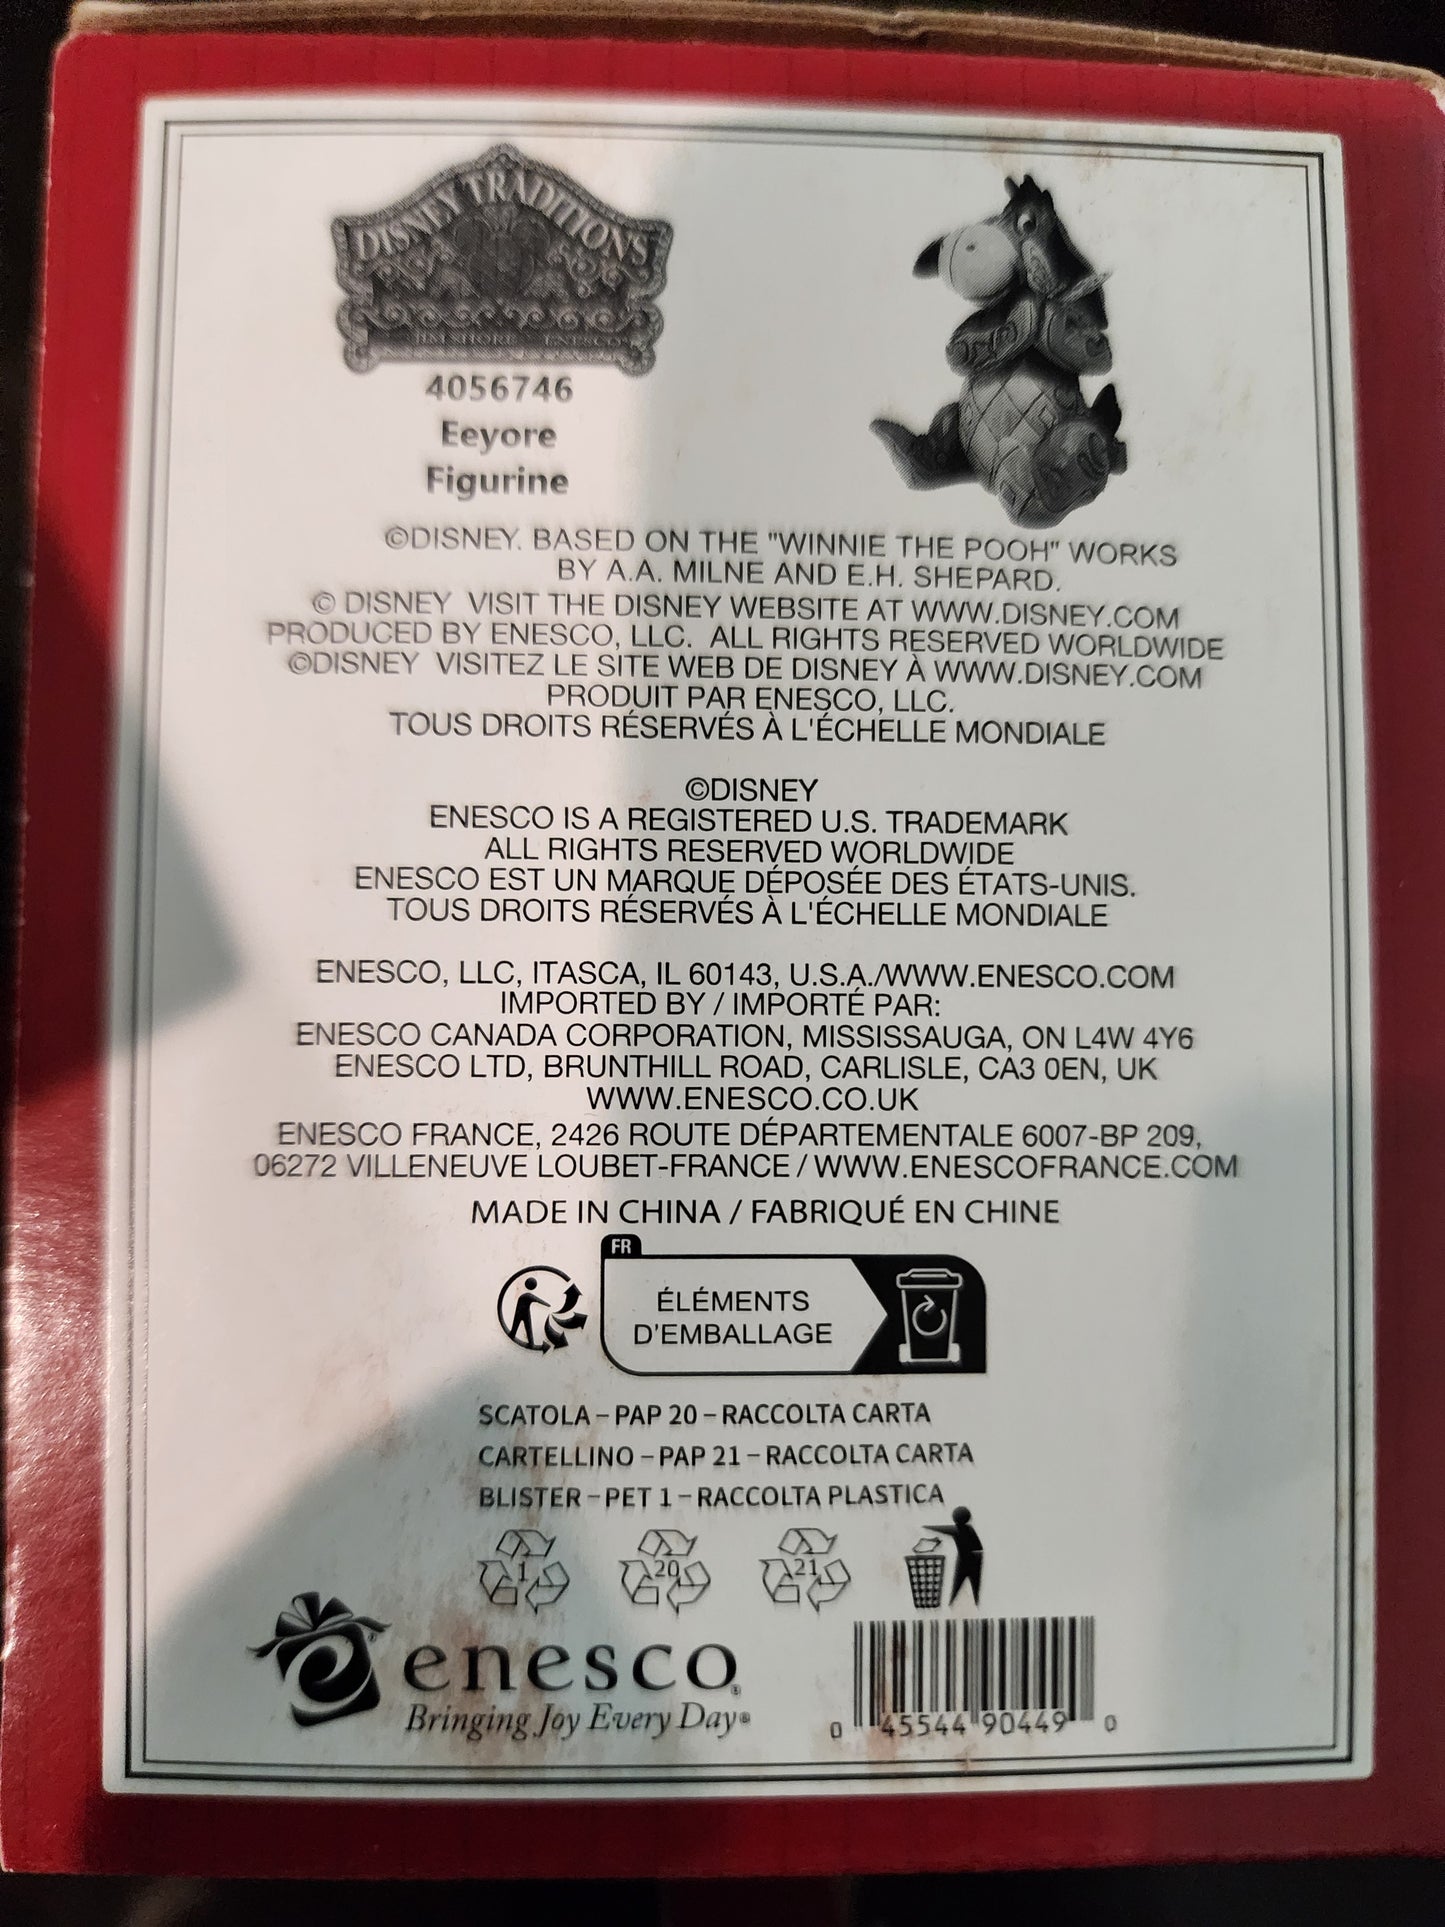 DISNEY TRADITIONS
JIM SHORE ENESCO
4056746
Eeyore
Figurine
©DISNEY. BASED ON THE "WINNIE THE POOH" WORKS
BY A.A. MILNE AND E.H. SHEPARD.
© DISNEY VISIT THE DISNEY WEBSITE AT WWW.DISNEY.COM
PRODUCED BY ENESCO, LLC. ALL RIGHTS RESERVED WORLDWIDE
©DISNEY VISITEZ LE SITE WEB DE DISNEY À WWW.DISNEY.COM
PRODUIT PAR ENESCO, LLC.
TOUS DROITS RÉSERVÉS À L'ÉCHELLE MONDIALE
©DISNEY
ENESCO IS A REGISTERED U.S. TRADEMARK
ALL RIGHTS RESERVED WORLDWIDE
ENESCO EST UN MARQUE DÉPOSÉE DES ÉTATS-UNIS.
TOUS DROITS RÉSERVÉS À L'ÉCHELLE MONDIALE
ENESCO, LLC, ITASCA, IL 60143, U.S.A./WWW.ENESCO.COM
IMPORTED BY / IMPORTÉ PAR:
ENESCO CANADA CORPORATION, MISSISSAUGA, ON L4W 4Y6
ENESCO LTD, BRUNTHILL ROAD, CARLISLE, CA3 0EN, UK
WWW.ENESCO.CO.UK
ENESCO FRANCE, 2426 ROUTE DÉPARTEMENTALE 6007-BP 209,
06272 VILLENEUVE LOUBET-FRANCE / WWW.ENESCOFRANCE.COM
MADE IN CHINA / FABRIQUÉ EN CHINE
FR
ÉLÉMENTS
D'EMBALLAGE
SCATOLA – PAP 20 – RACCOLTA CARTA
CARTELLINO – PAP 21 – RACCOLTA CARTA
BLISTER – PET 1 – RACCOLTA PLASTICA
1 20 21
enesco®
Bringing Joy Every Day®
0 45544 90449 0